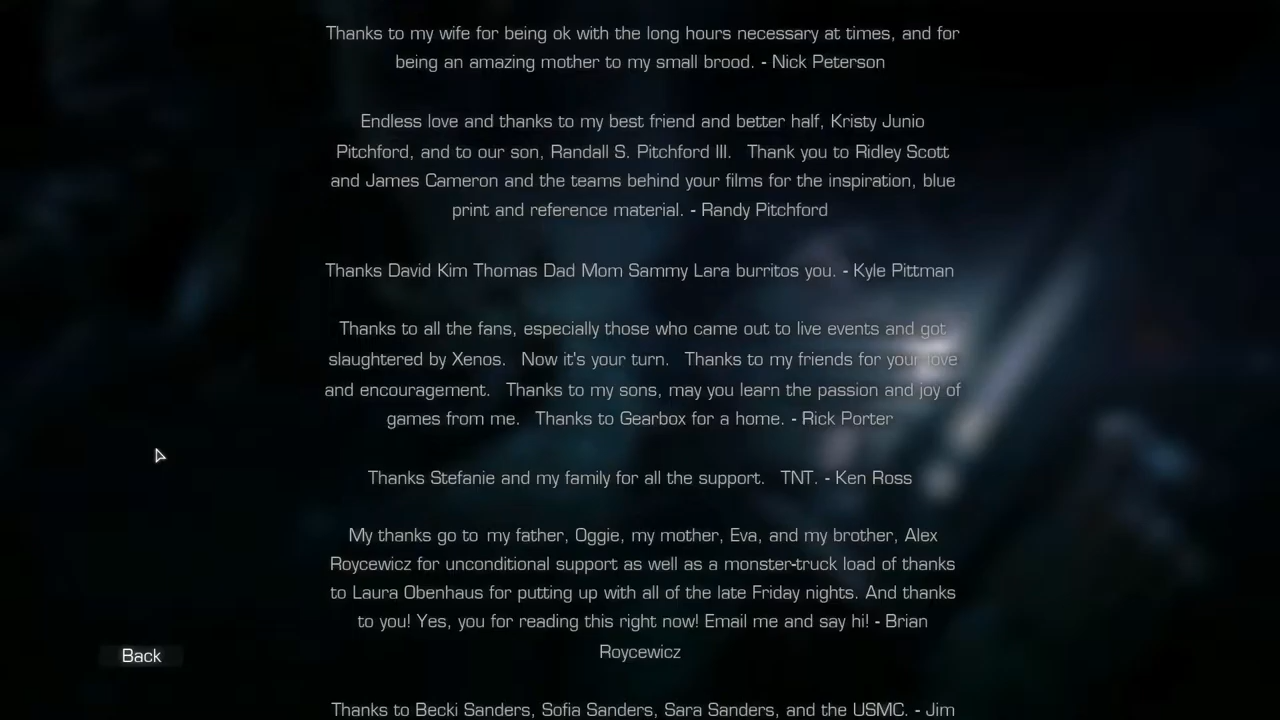 Thanks to my wife for being ok with the long hours necessary at times, and for
being an amazing mother to my small brood. - Nick Peterson
Endless love and thanks to my best friend and better half, Kristy Junio
Pitchford, and to our son, Randall S. Pitchford III. Thank you to Ridley Scott
and James Cameron and the teams behind your films for the inspiration, blue
print and reference material. - Randy Pitchford
Thanks David Kim Thomas Dad Mom Sammy Lara burritos you. - Kyle Pittman
Thanks to all the fans, especially those who came out to live events and got
slaughtered by Xenos. Now it's your turn. Thanks to my friends for your love
and encouragement. Thanks to my sons, may you learn the passion and joy of
games from me. Thanks to Gearbox for a home. - Rick Porter
Thanks Stefanie and my family for all the support. TNT. - Ken Ross
My thanks go to my father, Oggie, my mother, Eva, and my brother, Alex
Roycewicz for unconditional support as well as a monster-truck load of thanks
to Laura Obenhaus for putting up with all of the late Friday nights. And thanks
to you! Yes, you for reading this right now! Email me and say hi! - Brian
Roycewicz
Back
Thanks to Becki Sanders, Sofia Sanders, Sara Sanders, and the USMC. - Jim